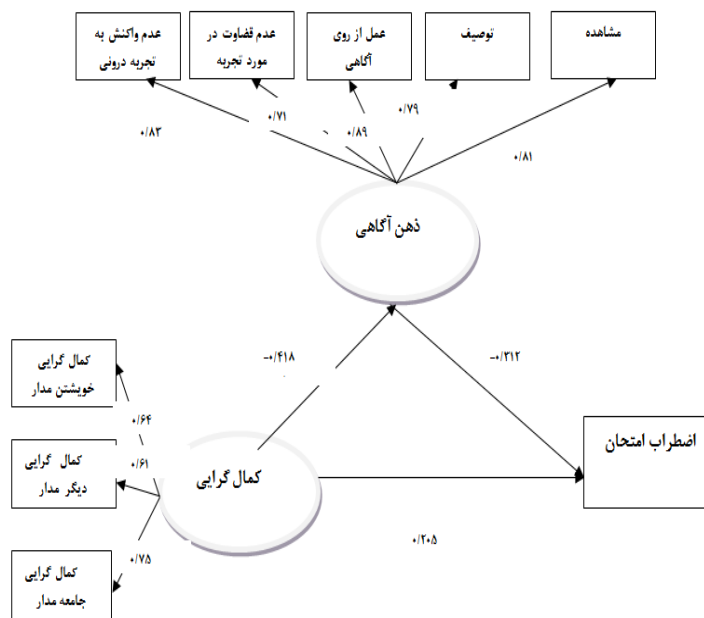 عدم واکنش به
تجربه درونی
عدم قضاوت در
مورد تجربه
عمل از روی
آگاهی
توصیف
مشاهده
۰/۸۳
۰/۷۱
۰/۸۹
۰/۷۹
۰/۸۱
ذهن آگاهی
-۰/۴۱۸
-۰/۳۱۲
کمال گرایی
خویشتن مدار
۰/۶۴
کمال گرایی
دیگر مدار
۰/۶۱
کمال گرایی
جامعه مدار
۰/۷۵
کمال گرایی
اضطراب امتحان
۰/۲۰۵